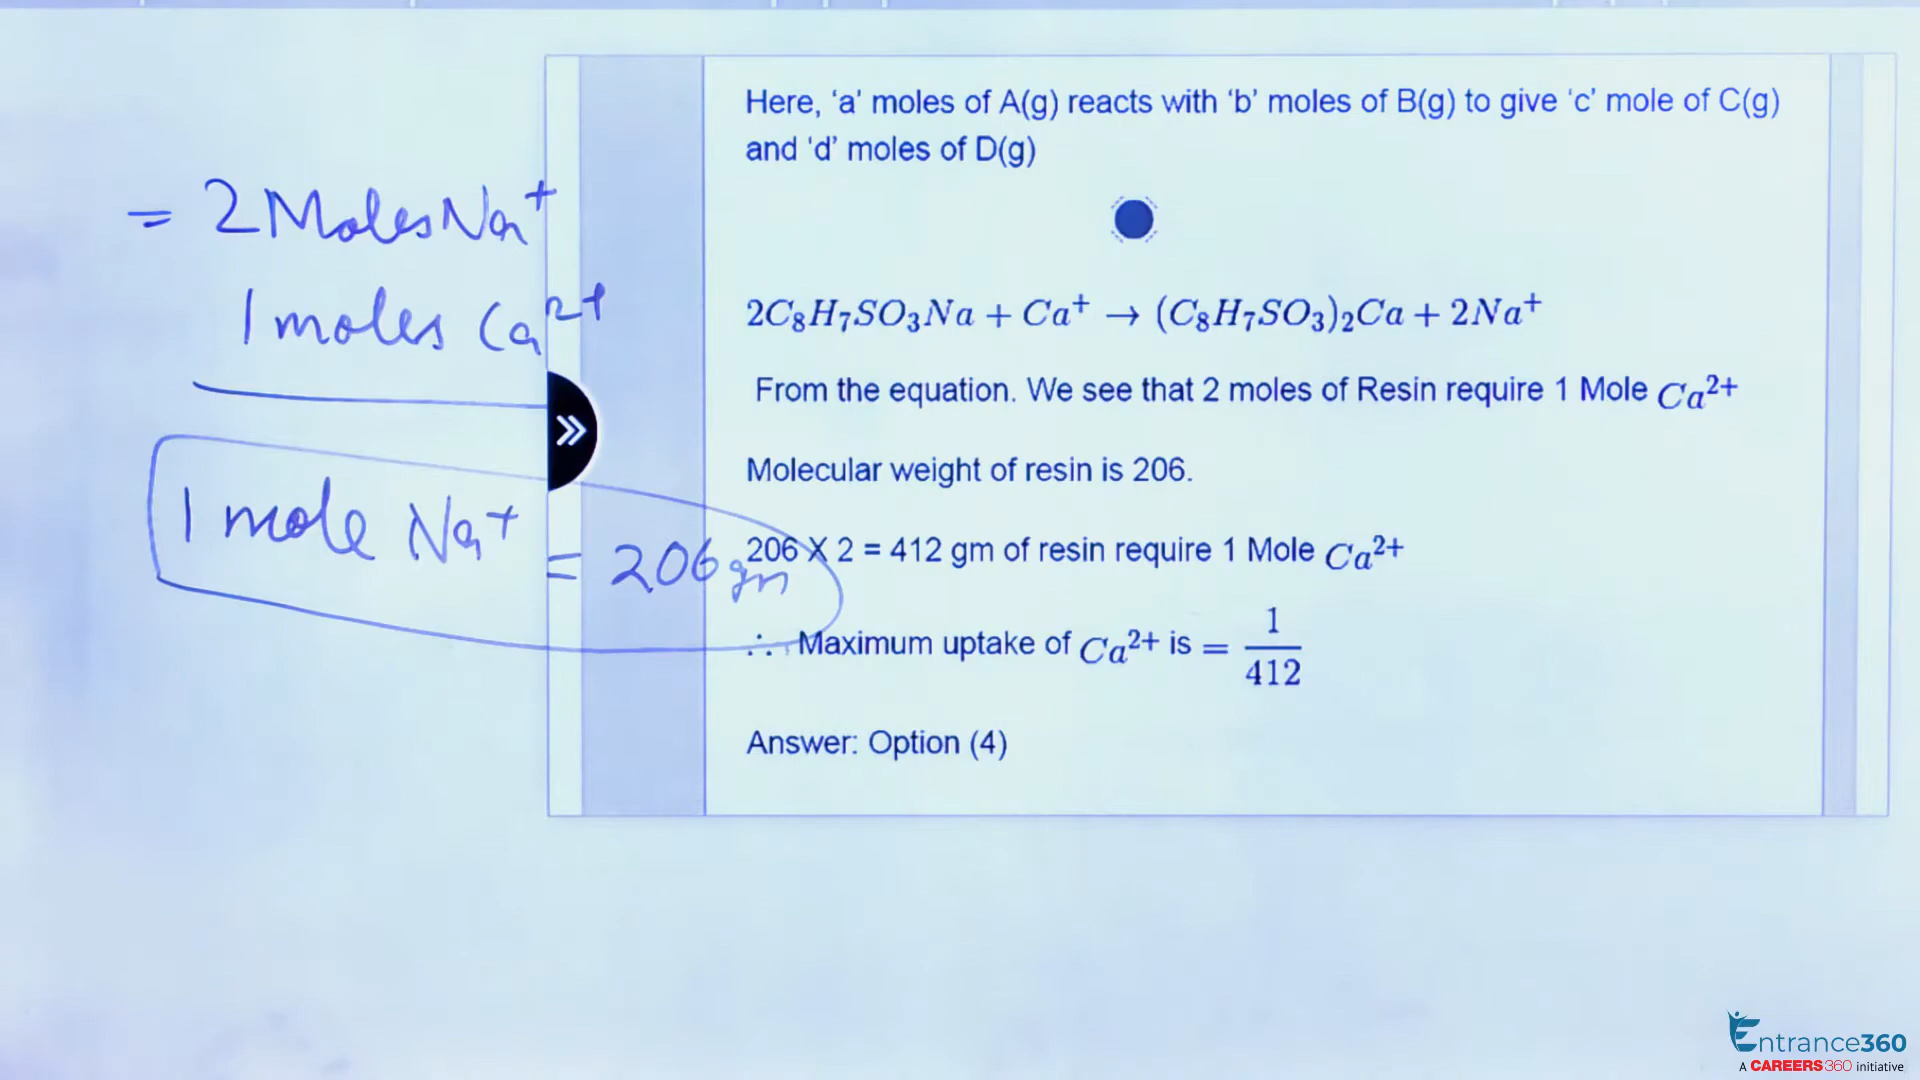 = 2 Moles Na⁺
1 moles Ca²⁺
1 mole Na⁺ = 206 gm
Here, ‘a’ moles of A(g) reacts with ‘b’ moles of B(g) to give ‘c’ mole of C(g)
and ‘d’ moles of D(g)
2C₈H₇SO₃Na + Ca⁺ → (C₈H₇SO₃)₂Ca + 2Na⁺
From the equation. We see that 2 moles of Resin require 1 Mole Ca²⁺
Molecular weight of resin is 206.
206 X 2 = 412 gm of resin require 1 Mole Ca²⁺
∴ Maximum uptake of Ca²⁺ is = 1/412
Answer: Option (4)
Entrance360
A CAREERS360 initiative